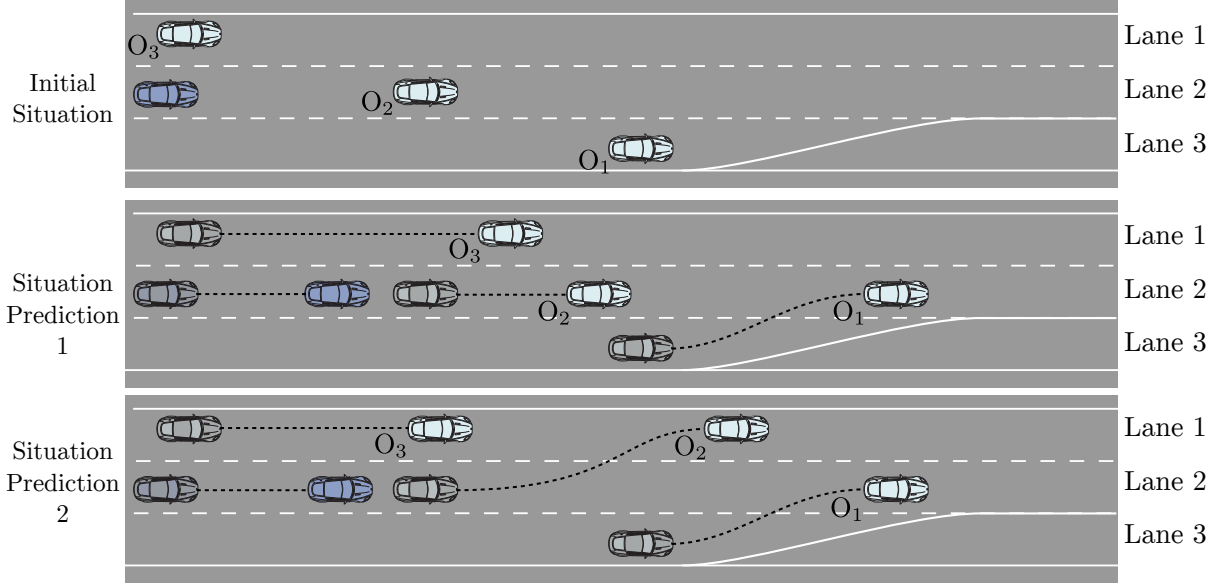 Initial
Situation
O₃
O₂
O₁
Lane 1
Lane 2
Lane 3
Situation
Prediction
1
O₃
O₂
O₁
Lane 1
Lane 2
Lane 3
Situation
Prediction
2
O₃
O₂
O₁
Lane 1
Lane 2
Lane 3